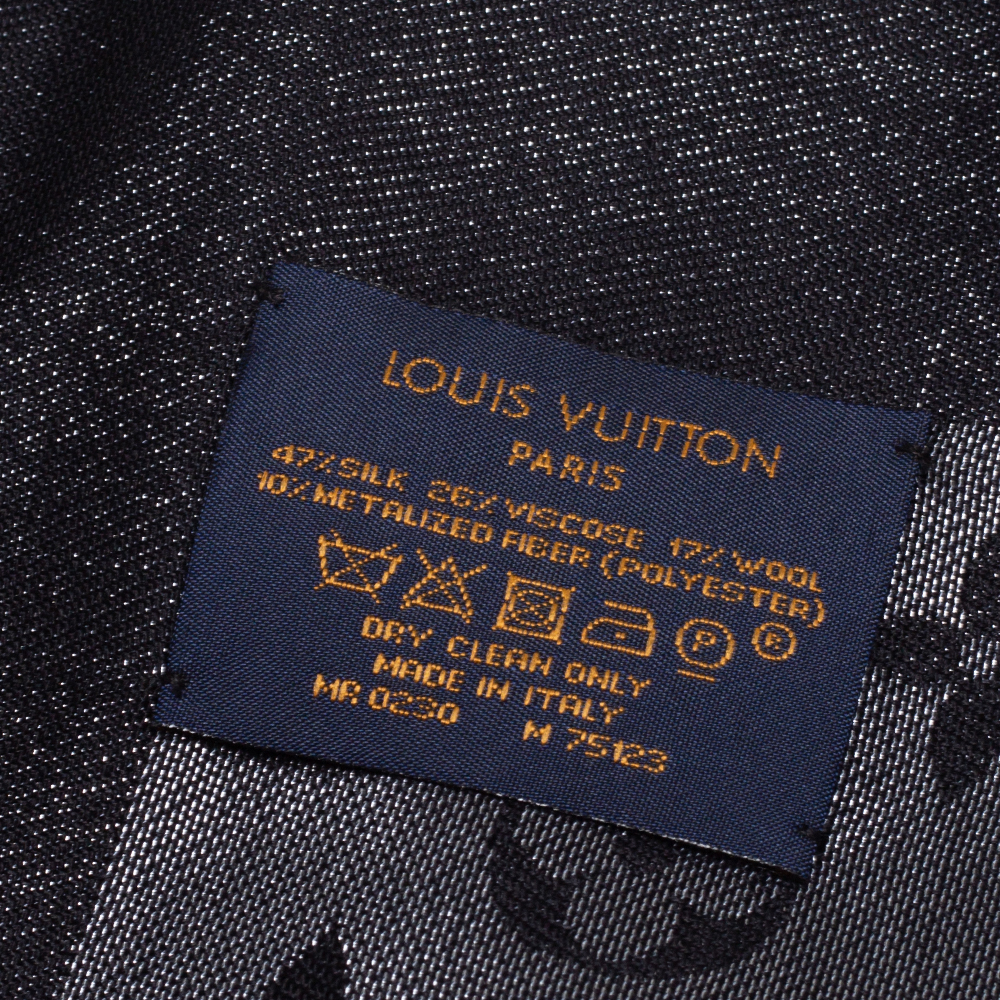 LOUIS VUITTON
PARIS
47% SILK 26% VISCOSE 17% WOOL
10% METALIZED FIBER (POLYESTER)
P ®
DRY CLEAN ONLY
MADE IN ITALY
MP 0230 M 75123